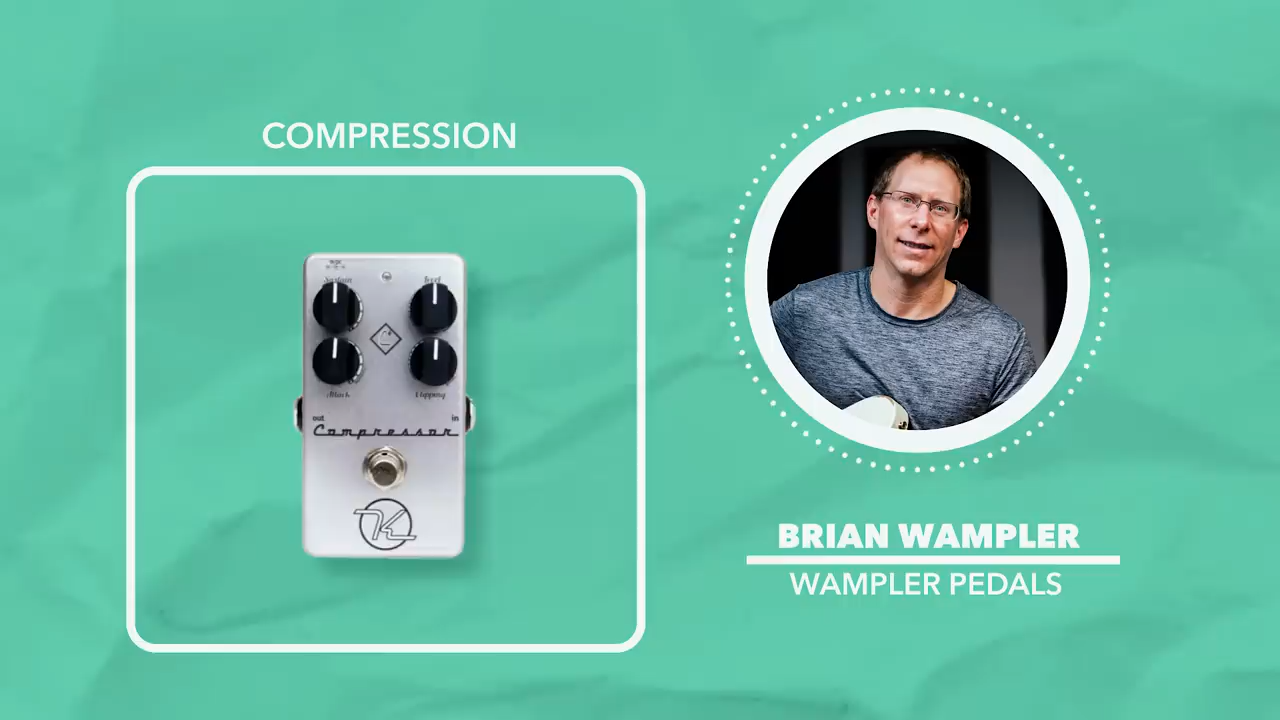 COMPRESSION
Sustain
Level
Attack
Clipping
out
in
Compressor
K
BRIAN WAMPLER
WAMPLER PEDALS